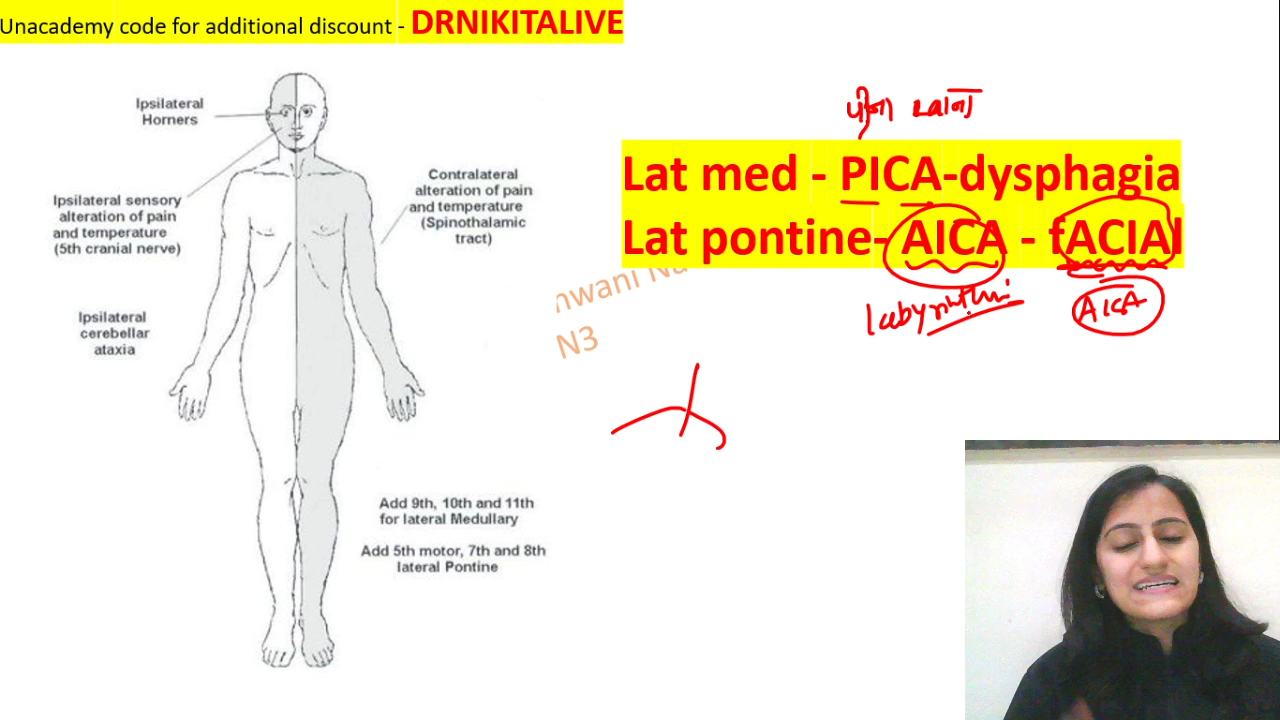 Unacademy code for additional discount - DRNIKITALIVE
Ipsilateral
Horners
Ipsilateral sensory
alteration of pain
and temperature
(5th cranial nerve)
Ipsilateral
cerebellar
ataxia
Contralateral
alteration of pain
and temperature
(Spinothalamic
tract)
Add 9th, 10th and 11th
for lateral Medullary
Add 5th motor, 7th and 8th
lateral Pontine
पीना खाना
Lat med - PICA-dysphagia
Lat pontine- AICA - fACIAl
AICA
N3